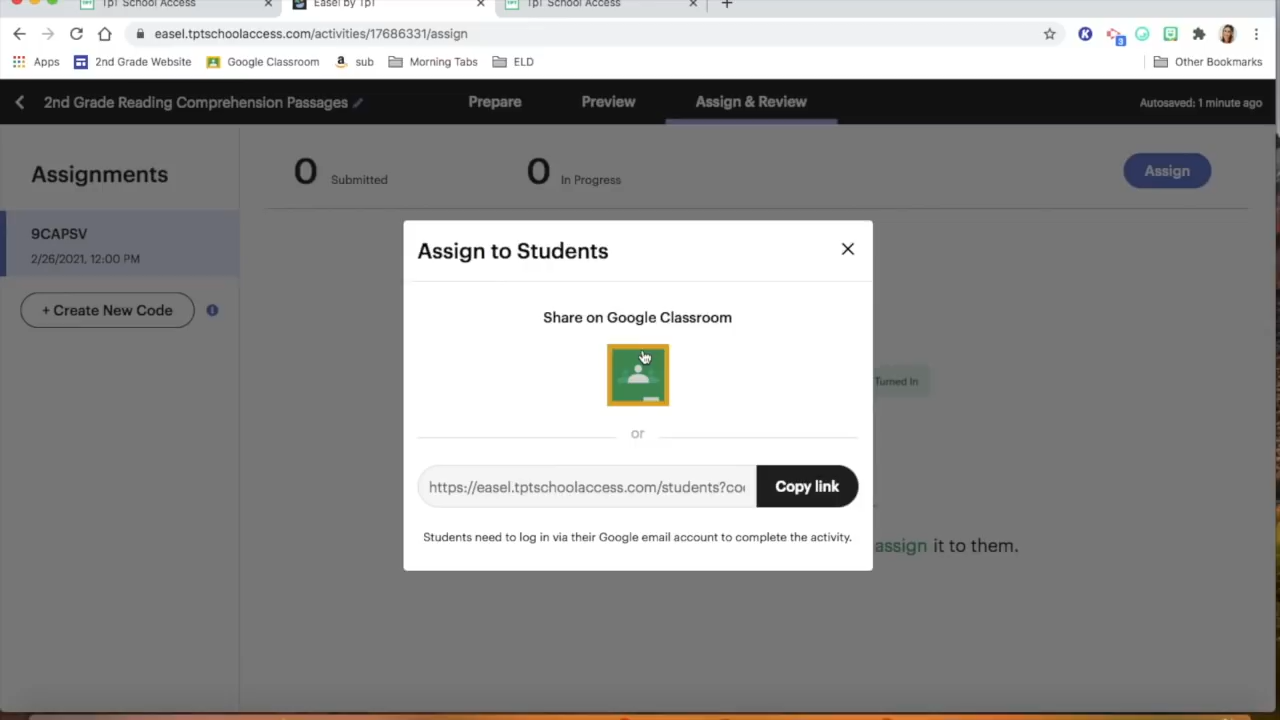 TpT School Access
Easel by TpT
TpT School Access
easel.tptschoolaccess.com/activities/17686331/assign
3
Apps
2nd Grade Website
Google Classroom
sub
Morning Tabs
ELD
Other Bookmarks
2nd Grade Reading Comprehension Passages
Prepare
Preview
Assign & Review
Autosaved: 1 minute ago
Assignments
0 Submitted
0 In Progress
Assign
9CAPSV
2/26/2021, 12:00 PM
+ Create New Code
Assign to Students
Share on Google Classroom
Turned In
or
https://easel.tptschoolaccess.com/students?co
Copy link
Students need to log in via their Google email account to complete the activity.
assign it to them.